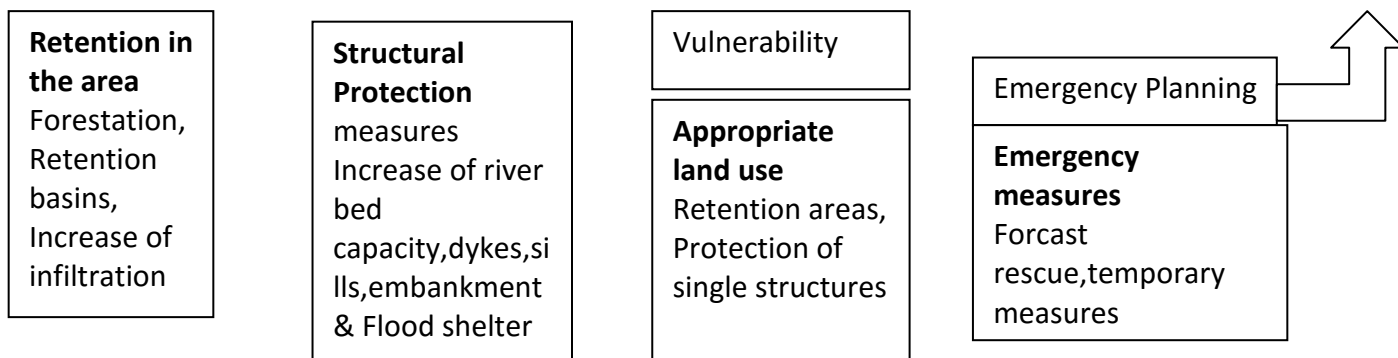 Retention in
the area
Forestation,
Retention
basins,
Increase of
infiltration
Structural
Protection
measures
Increase of river
bed
capacity,dykes,si
lls,embankment
& Flood shelter
Vulnerability
Appropriate
land use
Retention areas,
Protection of
single structures
Emergency Planning
Emergency
measures
Forcast
rescue,temporary
measures